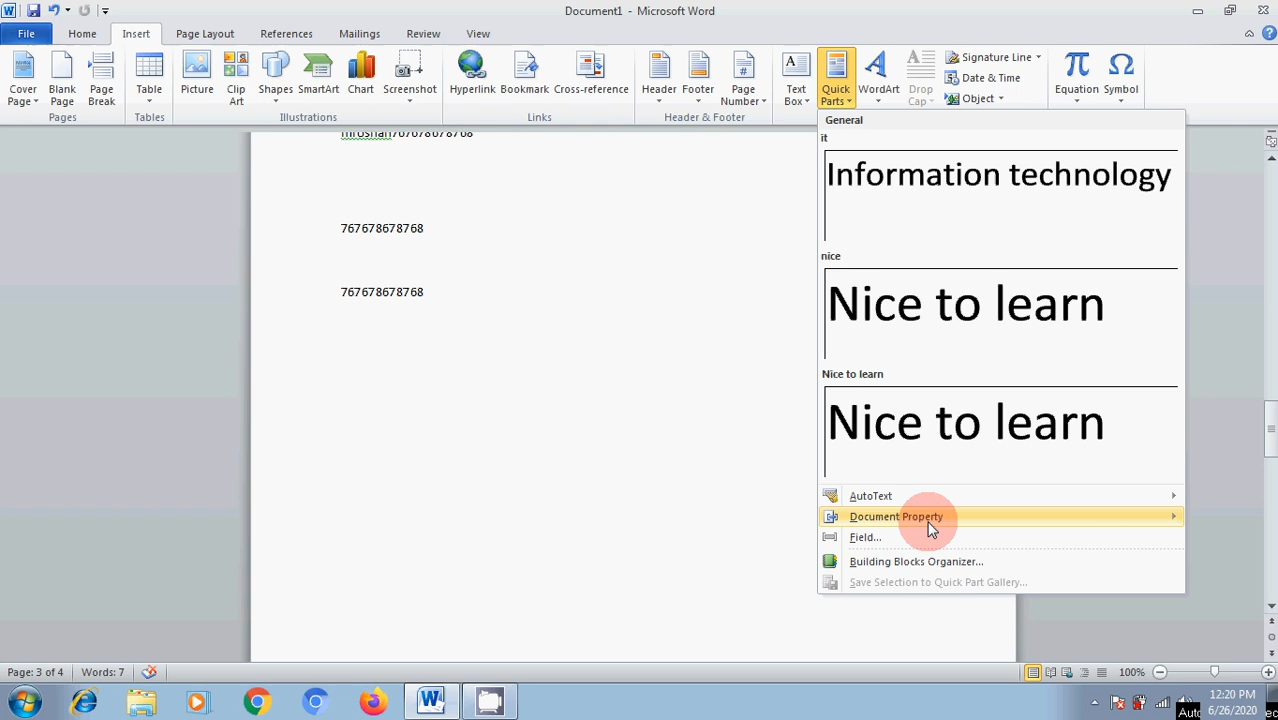 Document1 - Microsoft Word
File Home Insert Page Layout References Mailings Review View
Cover Page
Blank Page
Page Break
Pages
Table
Tables
Picture
Clip Art
Shapes
SmartArt
Chart
Screenshot
Illustrations
Hyperlink
Bookmark
Cross-reference
Links
Header
Footer
Page Number
Header & Footer
Text Box
Quick Parts
WordArt
Drop Cap
Signature Line
Date & Time
Object
Equation
Symbol
767678678768
767678678768
General
it
Information technology
nice
Nice to learn
Nice to learn
Nice to learn
AutoText
Document Property
Field...
Building Blocks Organizer...
Save Selection to Quick Part Gallery...
Page: 3 of 4
Words: 7
100%
12:20 PM
6/26/2020